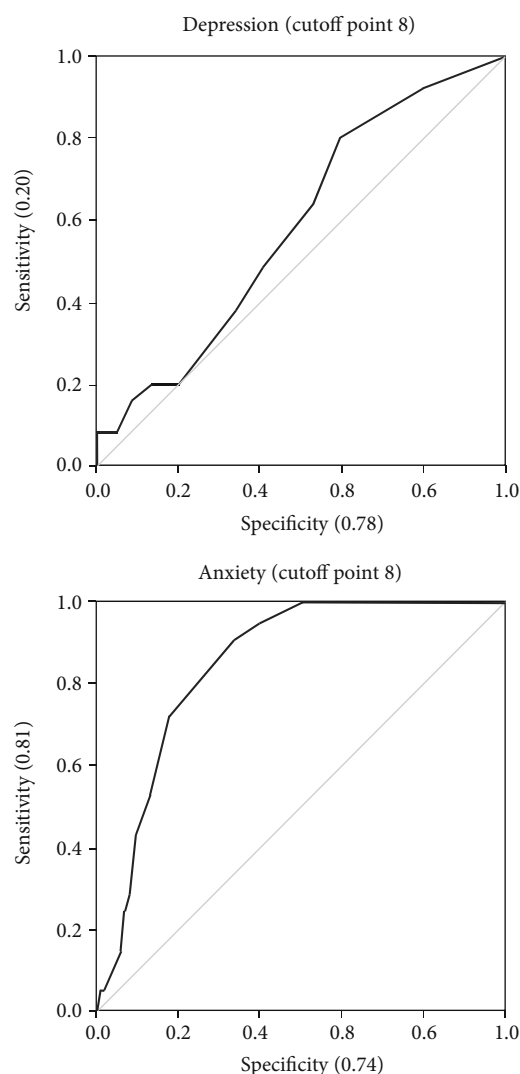 Depression (cutoff point 8)
1.0
0.8
0.6
0.4
0.2
0.0
Sensitivity (0.20)
0.0 0.2 0.4 0.8 0.6 1.0
Specificity (0.78)
Anxiety (cutoff point 8)
1.0
0.8
0.6
0.4
0.2
0.0
Sensitivity (0.81)
0.0 0.2 0.4 0.8 0.6 1.0
Specificity (0.74)